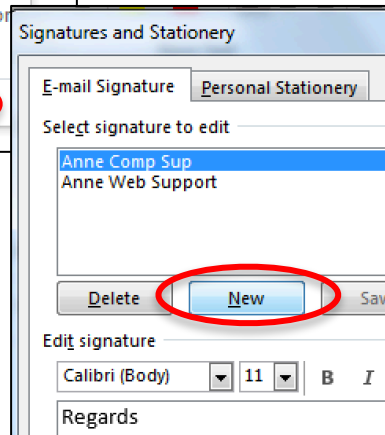 Signatures and Stationery
E-mail Signature Personal Stationery
Select signature to edit
Anne Comp Sup
Anne Web Support
Delete New
Edit signature
Calibri (Body) 11 B I
Regards